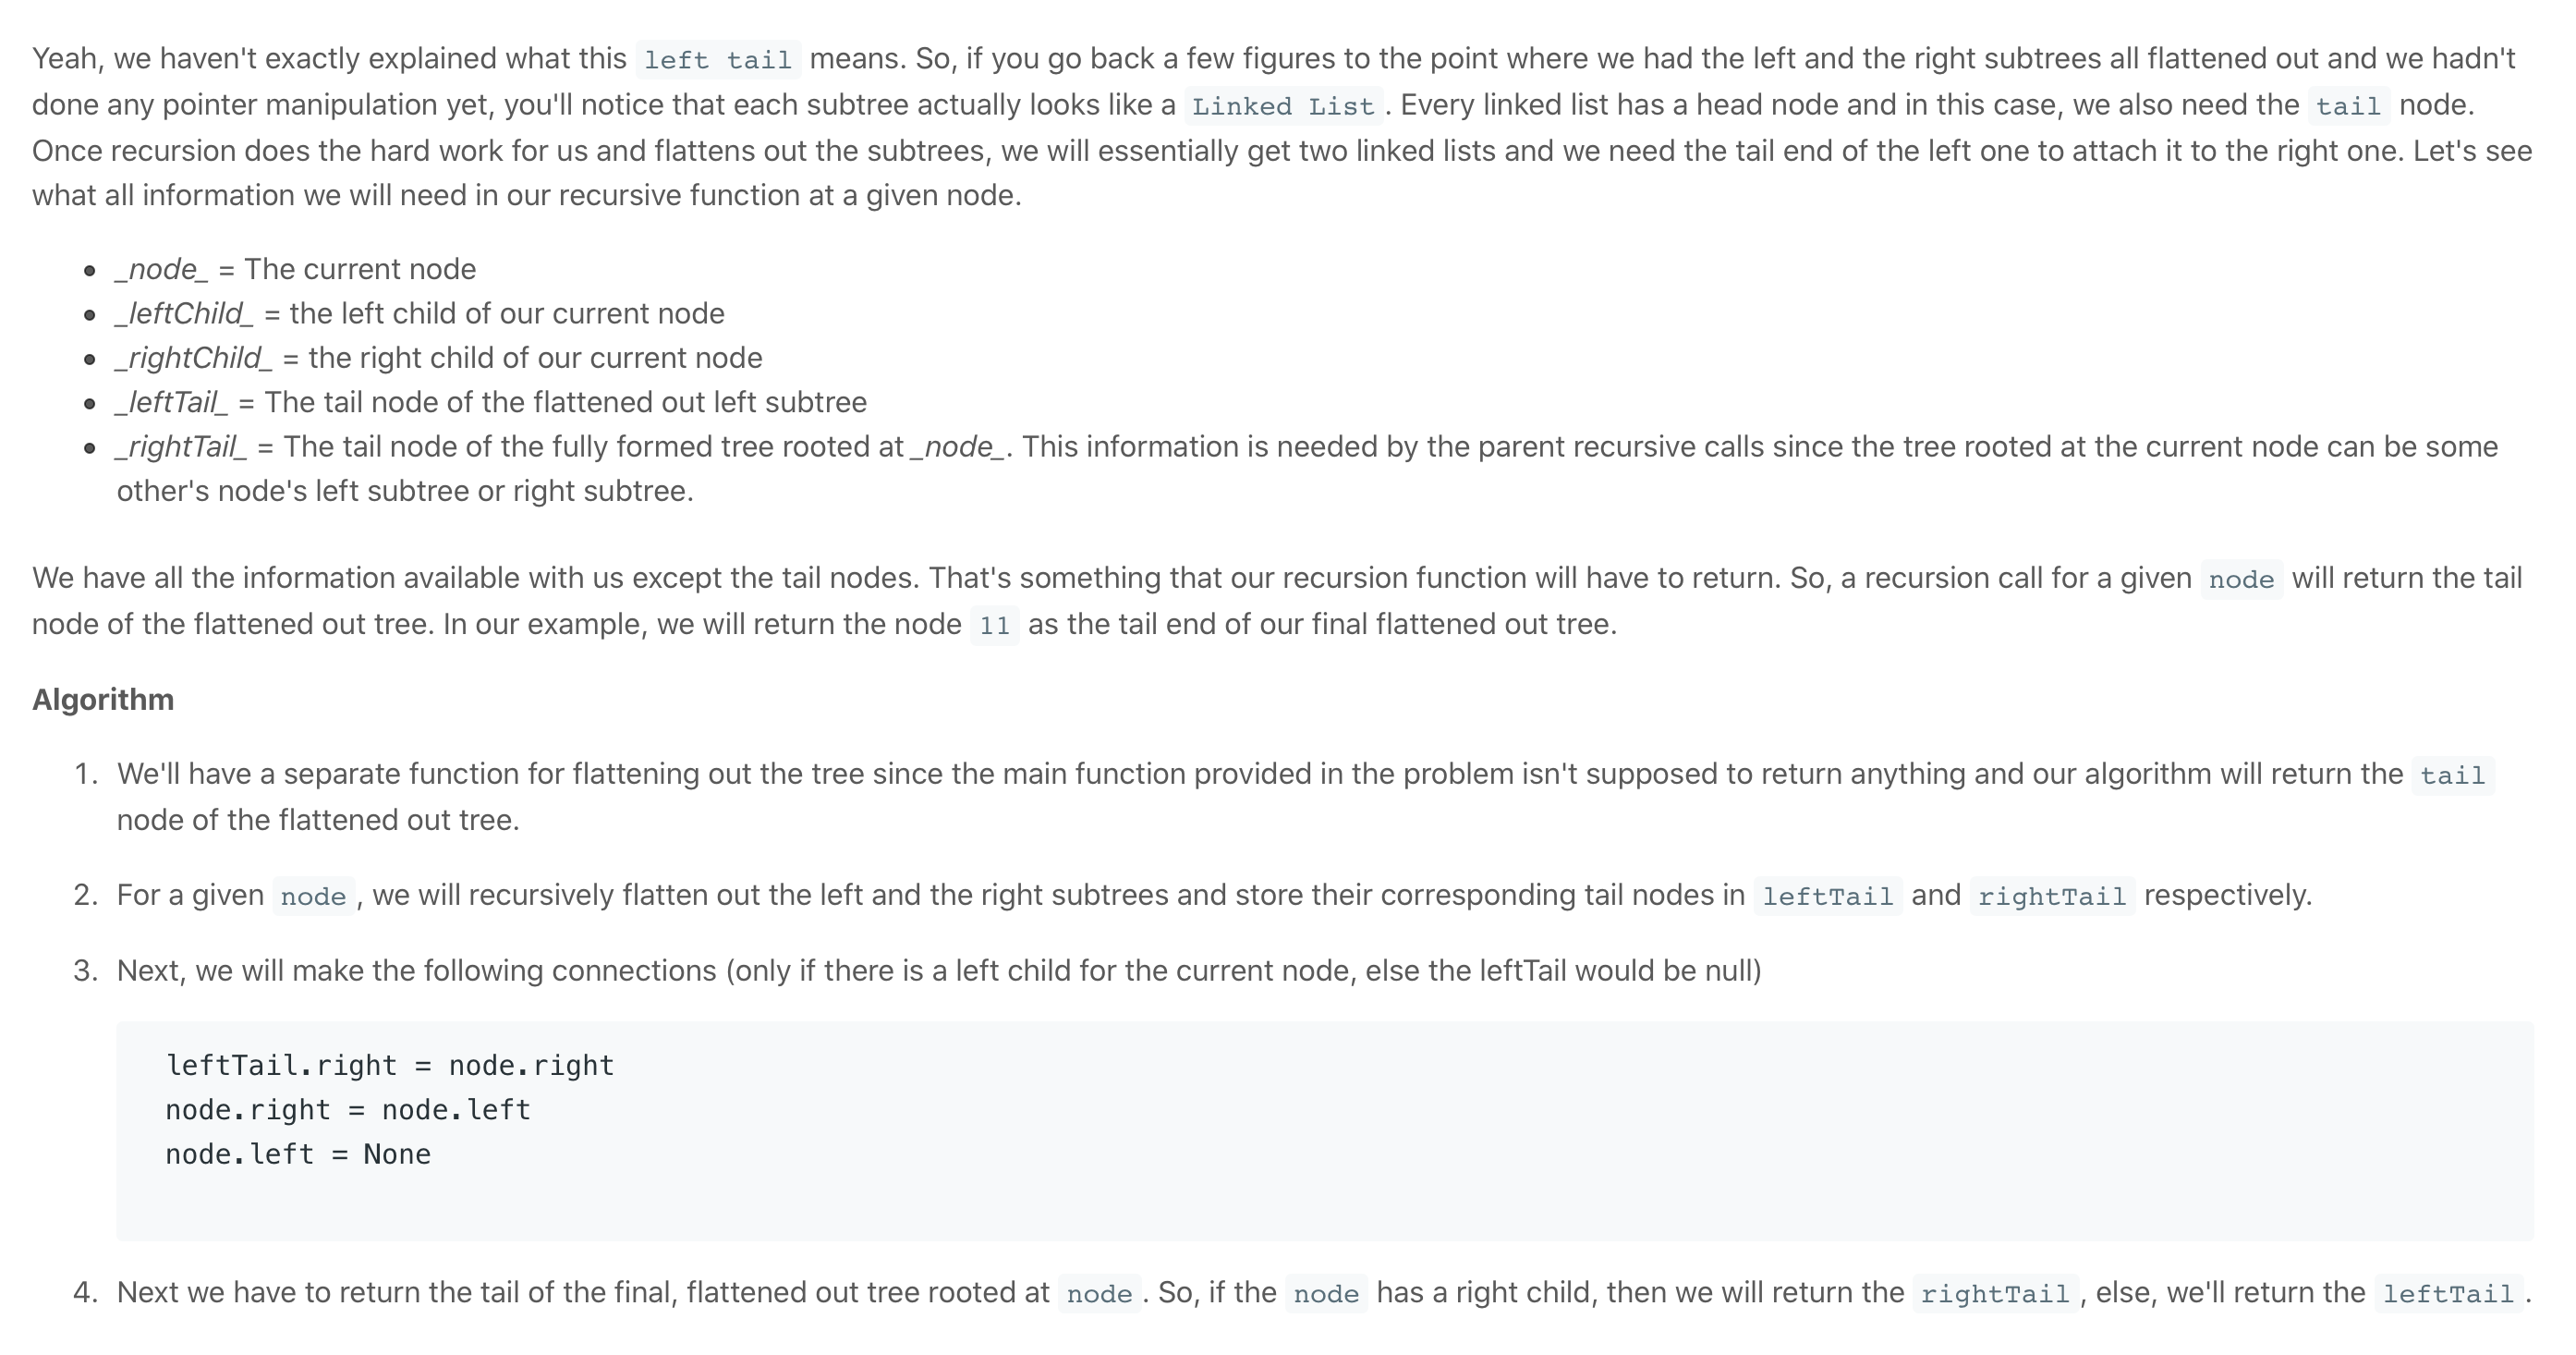 Yeah, we haven't exactly explained what this left tail means. So, if you go back a few figures to the point where we had the left and the right subtrees all flattened out and we hadn't
done any pointer manipulation yet, you'll notice that each subtree actually looks like a Linked List. Every linked list has a head node and in this case, we also need the tail node.
Once recursion does the hard work for us and flattens out the subtrees, we will essentially get two linked lists and we need the tail end of the left one to attach it to the right one. Let's see
what all information we will need in our recursive function at a given node.
• _node_ = The current node
• _leftChild_ = the left child of our current node
• _rightChild_ = the right child of our current node
• _leftTail_ = The tail node of the flattened out left subtree
• _rightTail_ = The tail node of the fully formed tree rooted at _node_. This information is needed by the parent recursive calls since the tree rooted at the current node can be some
other's node's left subtree or right subtree.
We have all the information available with us except the tail nodes. That's something that our recursion function will have to return. So, a recursion call for a given node will return the tail
node of the flattened out tree. In our example, we will return the node 11 as the tail end of our final flattened out tree.
Algorithm
1. We'll have a separate function for flattening out the tree since the main function provided in the problem isn't supposed to return anything and our algorithm will return the tail
node of the flattened out tree.
2. For a given node, we will recursively flatten out the left and the right subtrees and store their corresponding tail nodes in leftTail and rightTail respectively.
3. Next, we will make the following connections (only if there is a left child for the current node, else the leftTail would be null)
leftTail.right = node.right
node.right = node.left
node.left = None
4. Next we have to return the tail of the final, flattened out tree rooted at node. So, if the node has a right child, then we will return the rightTail, else, we'll return the leftTail.